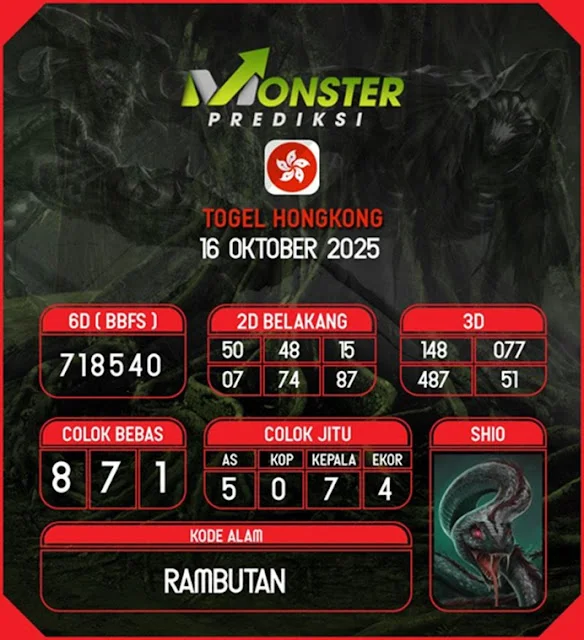 MONSTER
PREDIKSI
TOGEL HONGKONG
16 OKTOBER 2025
6D ( BBFS )
718540
2D BELAKANG
50 48 15
07 74 87
3D
148 077
487 51
COLOK BEBAS
8 7 1
COLOK JITU
AS KOP KEPALA EKOR
5 0 7 4
SHIO
KODE ALAM
RAMBUTAN